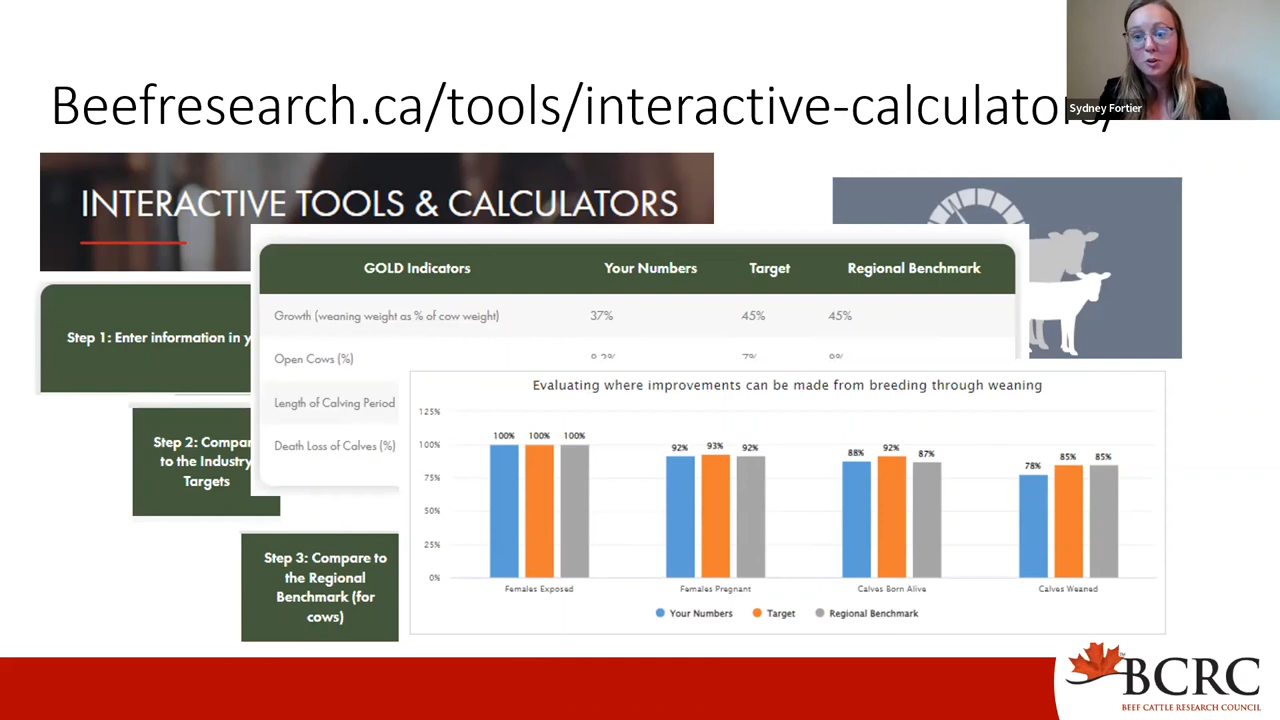 Beefresearch.ca/tools/interactive-calculators/
Sydney Fortier
INTERACTIVE TOOLS & CALCULATORS
GOLD Indicators Your Numbers Target Regional Benchmark
Growth (weaning weight as % of cow weight) 37% 45% 45%
Open Cows (%)
Length of Calving Period
Death Loss of Calves (%)
Step 1: Enter information in y
Step 2: Compar
to the Industry
Targets
Step 3: Compare to
the Regional
Benchmark (for
cows)
Evaluating where improvements can be made from breeding through weaning
125%
100%
75%
50%
25%
0%
100% 100% 100%
92% 93% 92%
88% 92% 87%
78% 85% 85%
Females Exposed Females Pregnant Calves Born Alive Calves Weaned
Your Numbers Target Regional Benchmark
BCRC
BEEF CATTLE RESEARCH COUNCIL